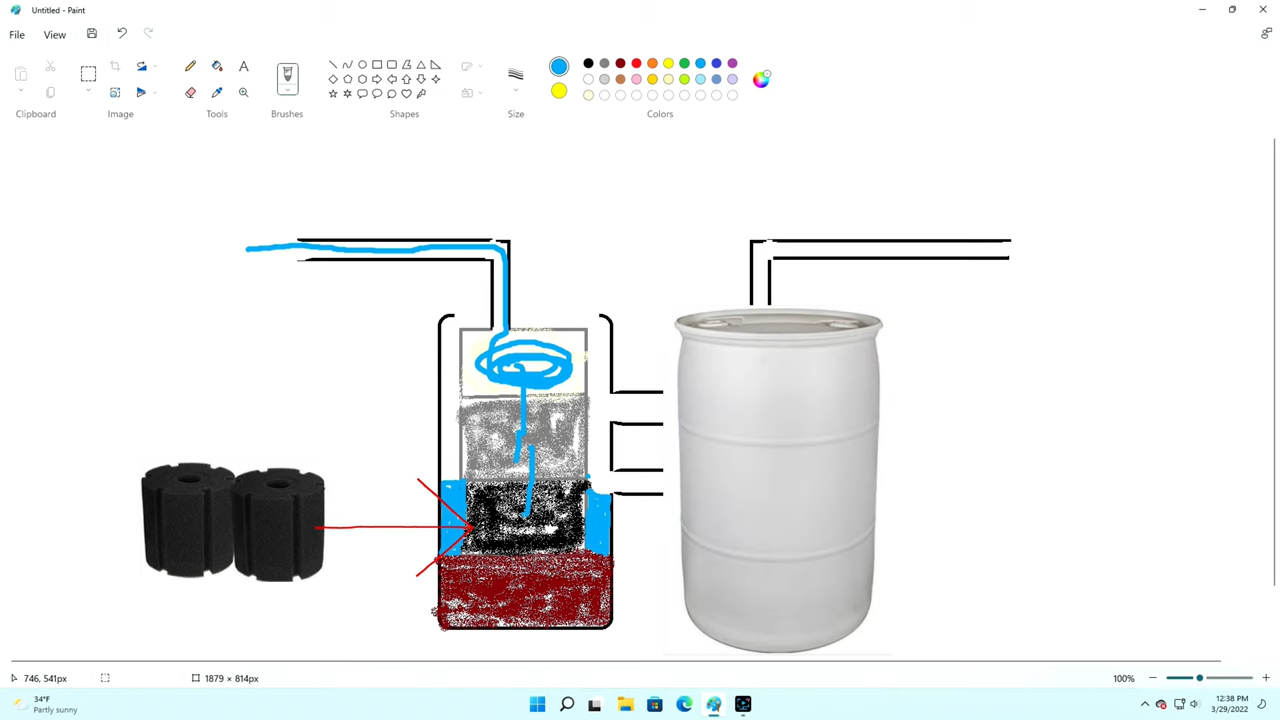 Untitled - Paint
File
View
Clipboard
Image
Tools
Brushes
Shapes
Size
Colors
746, 541px
1879 × 814px
100%
34°F
Partly sunny
12:38 PM
3/29/2022